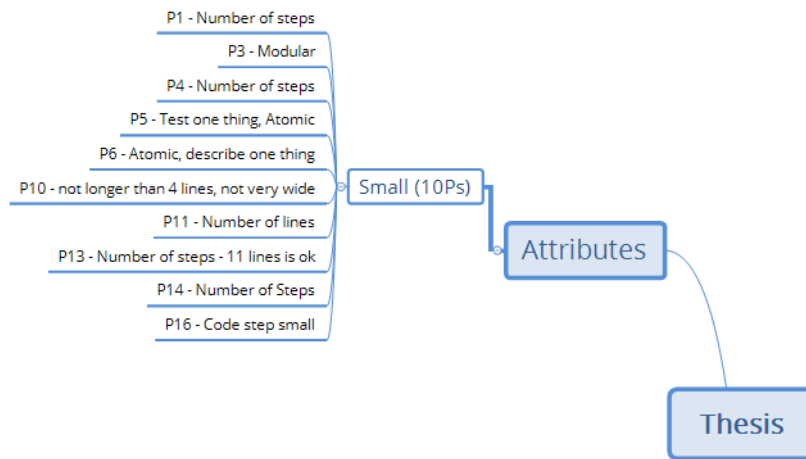 P1 - Number of steps
P3 - Modular
P4 - Number of steps
P5 - Test one thing, Atomic
P6 - Atomic, describe one thing
P10 - not longer than 4 lines, not very wide
P11 - Number of lines
P13 - Number of steps - 11 lines is ok
P14 - Number of Steps
P16 - Code step small
Small (10Ps)
Attributes
Thesis